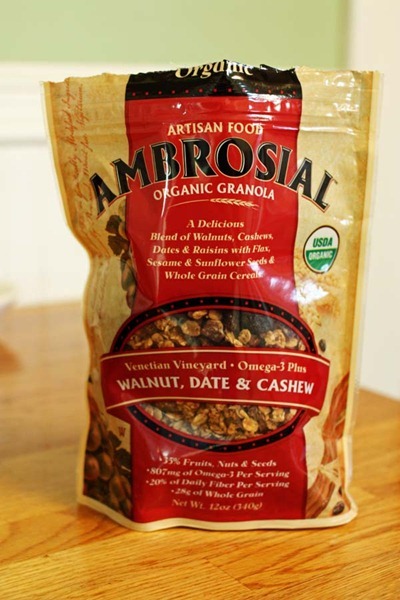 Organic
ARTISAN FOOD
AMBROSIAL™
ORGANIC GRANOLA
A Delicious
Blend of Walnuts, Cashews,
Dates & Raisins with Flax,
Sesame & Sunflower Seeds &
Whole Grain Cereals
USDA
ORGANIC
Venetian Vineyard • Omega-3 Plus
WALNUT, DATE & CASHEW
•35% Fruits, Nuts & Seeds
•807mg of Omega-3 Per Serving
•20% of Daily Fiber Per Serving
•28g of Whole Grain
Net Wt. 12oz (340g)